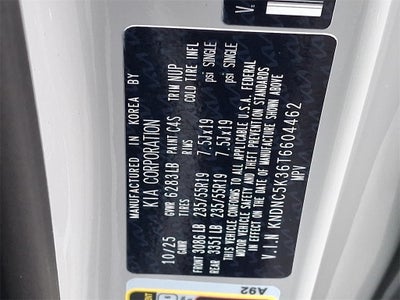 MANUFACTURED IN KOREA BY
KIA CORPORATION
10/25 GVWR 6283LB PAINT C4S TRIM NUP
TIRES RIMS COLD TIRE INFL
FRONT 3086LB 235/55R19 7.5Jx19 psi SINGLE
REAR 3351LB 235/55R19 7.5Jx19 psi SINGLE
THIS VEHICLE CONFORMS TO ALL APPLICABLE U.S.A. FEDERAL
MOTOR VEHICLE SAFETY AND THEFT PREVENTION STANDARDS
IN EFFECT ON THE DATE OF MANUFACTURE SHOWN ABOVE
V.I.N KNDNC5K36T6604462
MPV
A92